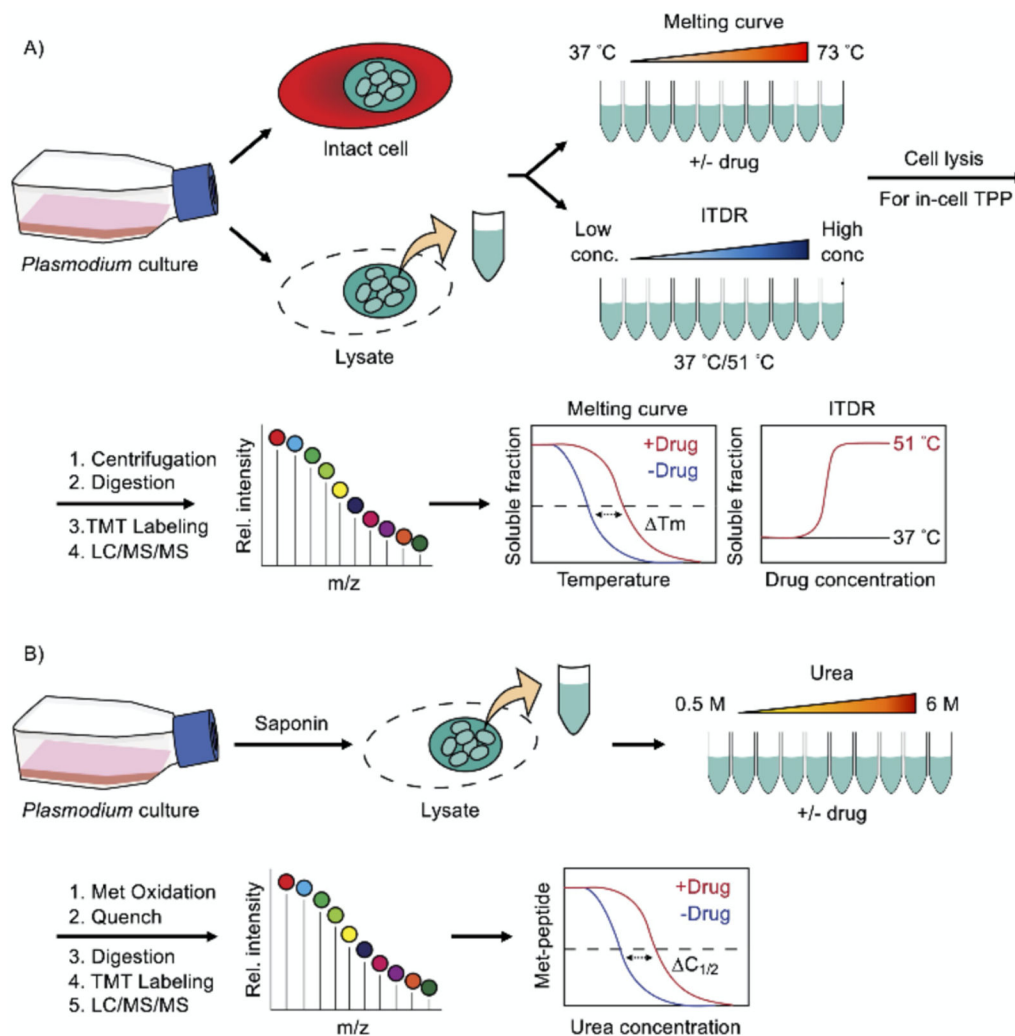 A)
Plasmodium culture
Intact cell
Lysate
Melting curve
37 °C
73 °C
+/- drug
ITDR
Low
conc.
High
conc
37 °C/51 °C
Cell lysis
For in-cell TPP
1. Centrifugation
2. Digestion
3.TMT Labeling
4. LC/MS/MS
Rel. intensity
m/z
Melting curve
Soluble fraction
+Drug
-Drug
ΔTm
Temperature
ITDR
Soluble fraction
51 °C
37 °C
Drug concentration
B)
Plasmodium culture
Saponin
Lysate
Urea
0.5 M
6 M
+/- drug
1. Met Oxidation
2. Quench
3. Digestion
4. TMT Labeling
5. LC/MS/MS
Rel. intensity
m/z
Met-peptide
+Drug
-Drug
ΔC1/2
Urea concentration